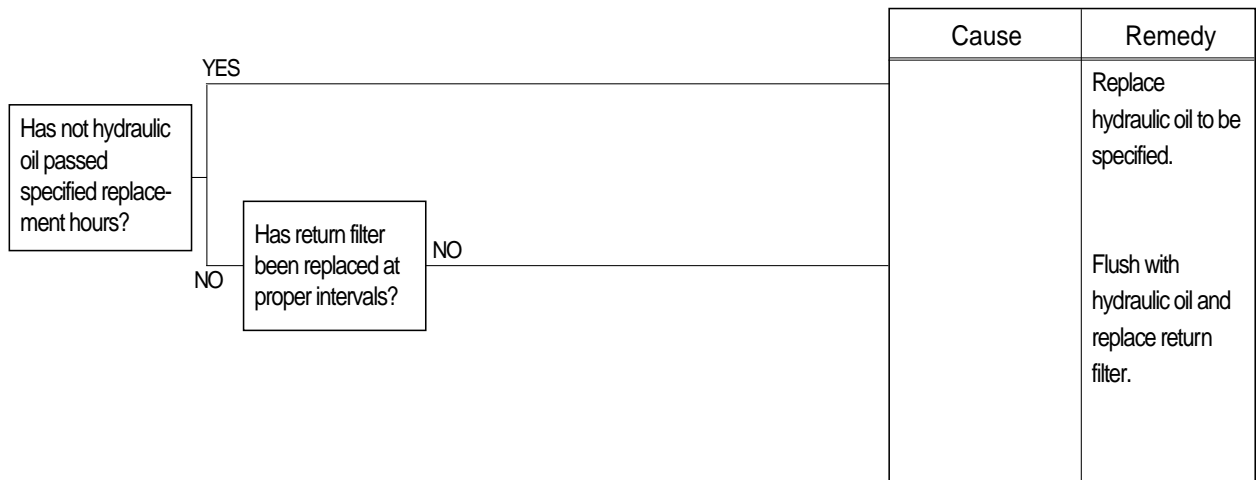 Cause
Remedy
YES
Replace
hydraulic oil to be
specified.
Has not hydraulic
oil passed
specified replace-
ment hours?
NO
Has return filter
been replaced at
proper intervals?
NO
Flush with
hydraulic oil and
replace return
filter.